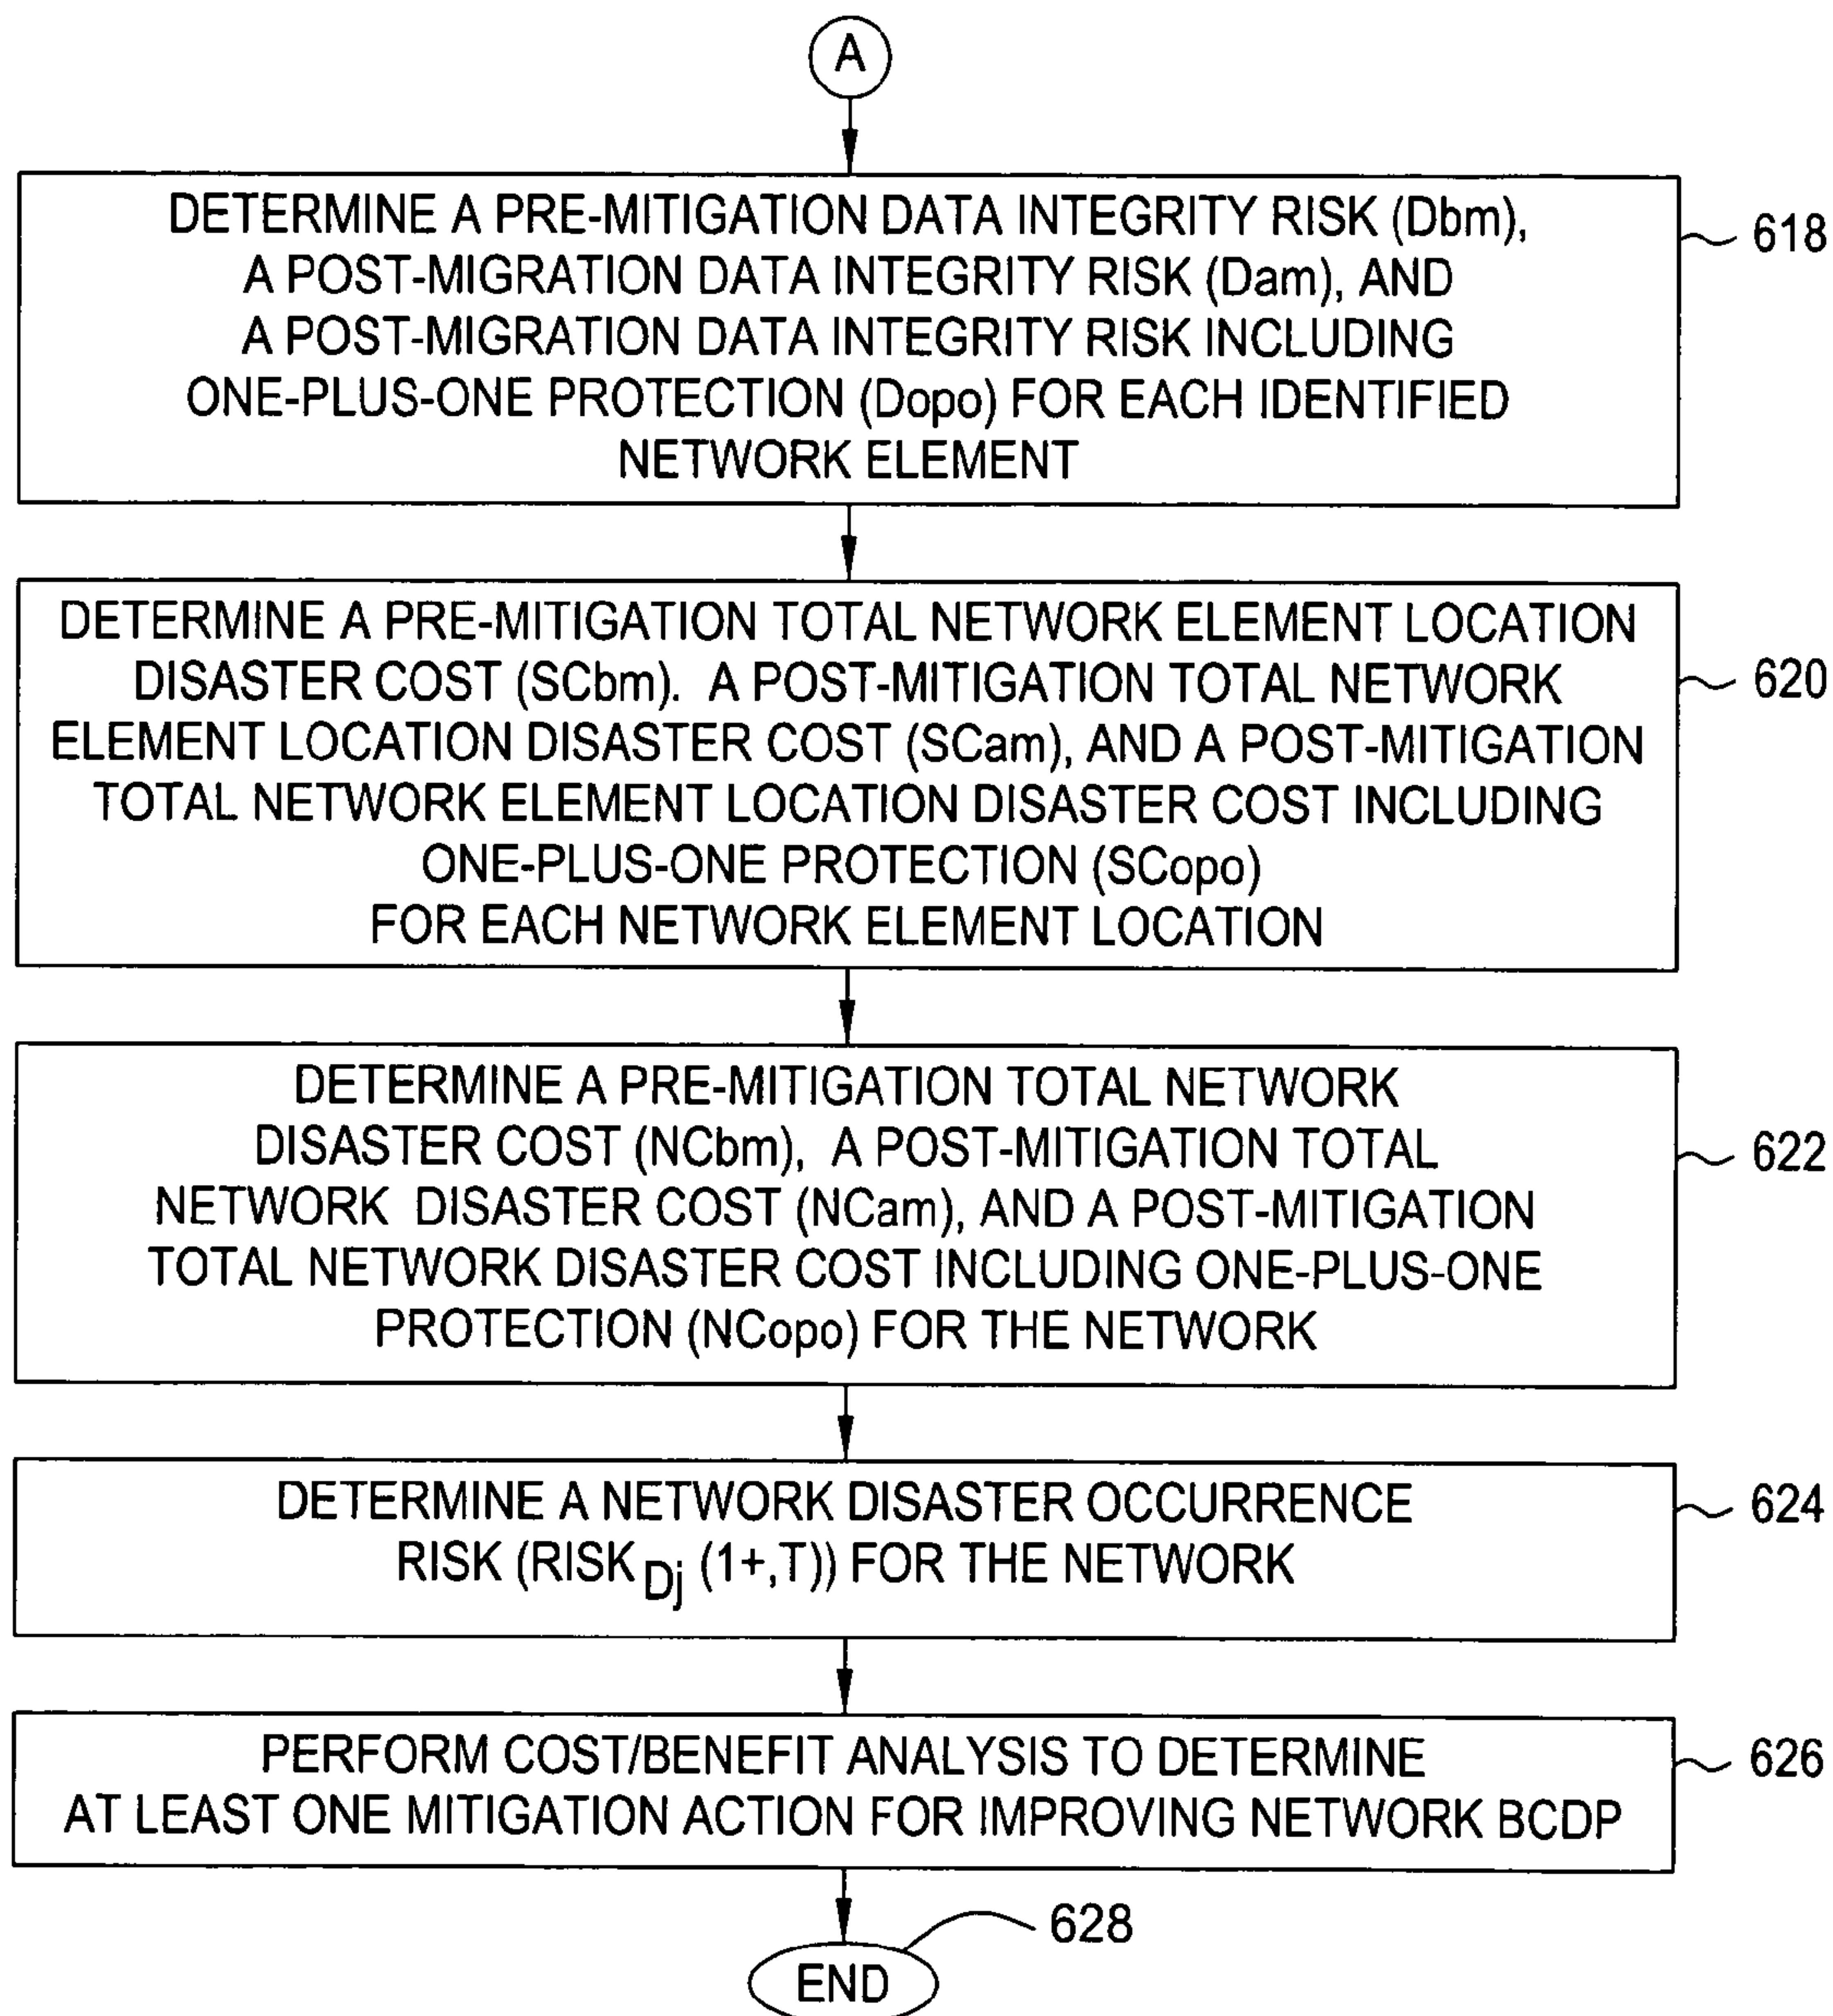 A
DETERMINE A PRE-MITIGATION DATA INTEGRITY RISK (Dbm),
A POST-MIGRATION DATA INTEGRITY RISK (Dam), AND
A POST-MIGRATION DATA INTEGRITY RISK INCLUDING
ONE-PLUS-ONE PROTECTION (Dopo) FOR EACH IDENTIFIED
NETWORK ELEMENT
618
DETERMINE A PRE-MITIGATION TOTAL NETWORK ELEMENT LOCATION
DISASTER COST (SCbm). A POST-MITIGATION TOTAL NETWORK
ELEMENT LOCATION DISASTER COST (SCam), AND A POST-MITIGATION
TOTAL NETWORK ELEMENT LOCATION DISASTER COST INCLUDING
ONE-PLUS-ONE PROTECTION (SCopo)
FOR EACH NETWORK ELEMENT LOCATION
620
DETERMINE A PRE-MITIGATION TOTAL NETWORK
DISASTER COST (NCbm), A POST-MITIGATION TOTAL
NETWORK DISASTER COST (NCam), AND A POST-MITIGATION
TOTAL NETWORK DISASTER COST INCLUDING ONE-PLUS-ONE
PROTECTION (NCopo) FOR THE NETWORK
622
DETERMINE A NETWORK DISASTER OCCURRENCE
RISK (RISK Dj (1+,T)) FOR THE NETWORK
624
PERFORM COST/BENEFIT ANALYSIS TO DETERMINE
AT LEAST ONE MITIGATION ACTION FOR IMPROVING NETWORK BCDP
626
628
END